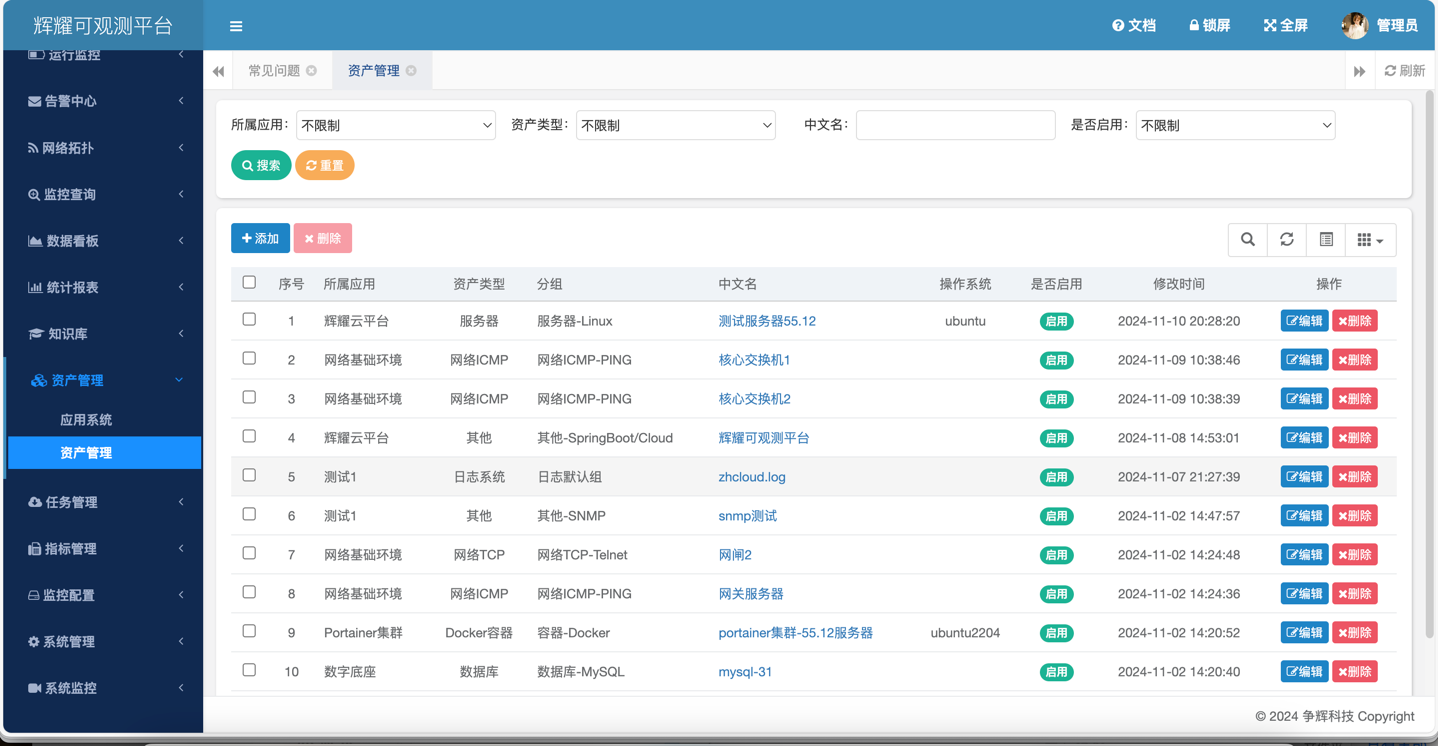 辉耀可观测平台
文档 锁屏 全屏 管理员
常见问题 资产管理 刷新
运行监控
告警中心
网络拓扑
监控查询
数据看板
统计报表
知识库
资产管理
应用系统
资产管理
任务管理
指标管理
监控配置
系统管理
系统监控
所属应用： 不限制 资产类型： 不限制 中文名： 是否启用： 不限制
搜索 重置
添加 删除
序号 所属应用 资产类型 分组 中文名 操作系统 是否启用 修改时间 操作
1 辉耀云平台 服务器 服务器-Linux 测试服务器55.12 ubuntu 启用 2024-11-10 20:28:20 编辑 删除
2 网络基础环境 网络ICMP 网络ICMP-PING 核心交换机1 启用 2024-11-09 10:38:46 编辑 删除
3 网络基础环境 网络ICMP 网络ICMP-PING 核心交换机2 启用 2024-11-09 10:38:39 编辑 删除
4 辉耀云平台 其他 其他-SpringBoot/Cloud 辉耀可观测平台 启用 2024-11-08 14:53:01 编辑 删除
5 测试1 日志系统 日志默认组 zhcloud.log 启用 2024-11-07 21:27:39 编辑 删除
6 测试1 其他 其他-SNMP snmp测试 启用 2024-11-02 14:47:57 编辑 删除
7 网络基础环境 网络TCP 网络TCP-Telnet 网闸2 启用 2024-11-02 14:24:48 编辑 删除
8 网络基础环境 网络ICMP 网络ICMP-PING 网关服务器 启用 2024-11-02 14:24:36 编辑 删除
9 Portainer集群 Docker容器 容器-Docker portainer集群-55.12服务器 ubuntu2204 启用 2024-11-02 14:20:52 编辑 删除
10 数字底座 数据库 数据库-MySQL mysql-31 启用 2024-11-02 14:20:40 编辑 删除
© 2024 争辉科技 Copyright